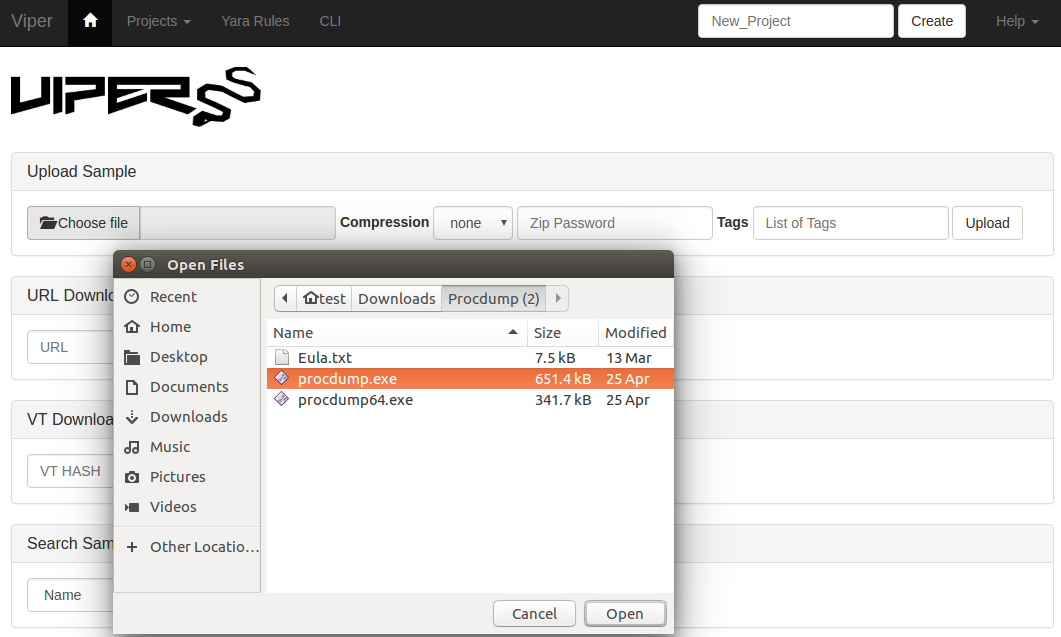 Viper Projects Yara Rules CLI New_Project Create Help
VIPER
Upload Sample
Choose file Compression none Zip Password Tags List of Tags Upload
Open Files
URL Downlo
URL
VT Downloa
VT HASH
Search Sam
Name
Recent
Home
Desktop
Documents
Downloads
Music
Pictures
Videos
Other Locatio…
test Downloads Procdump (2)
Name Size Modified
Eula.txt 7.5 kB 13 Mar
procdump.exe 651.4 kB 25 Apr
procdump64.exe 341.7 kB 25 Apr
Cancel Open